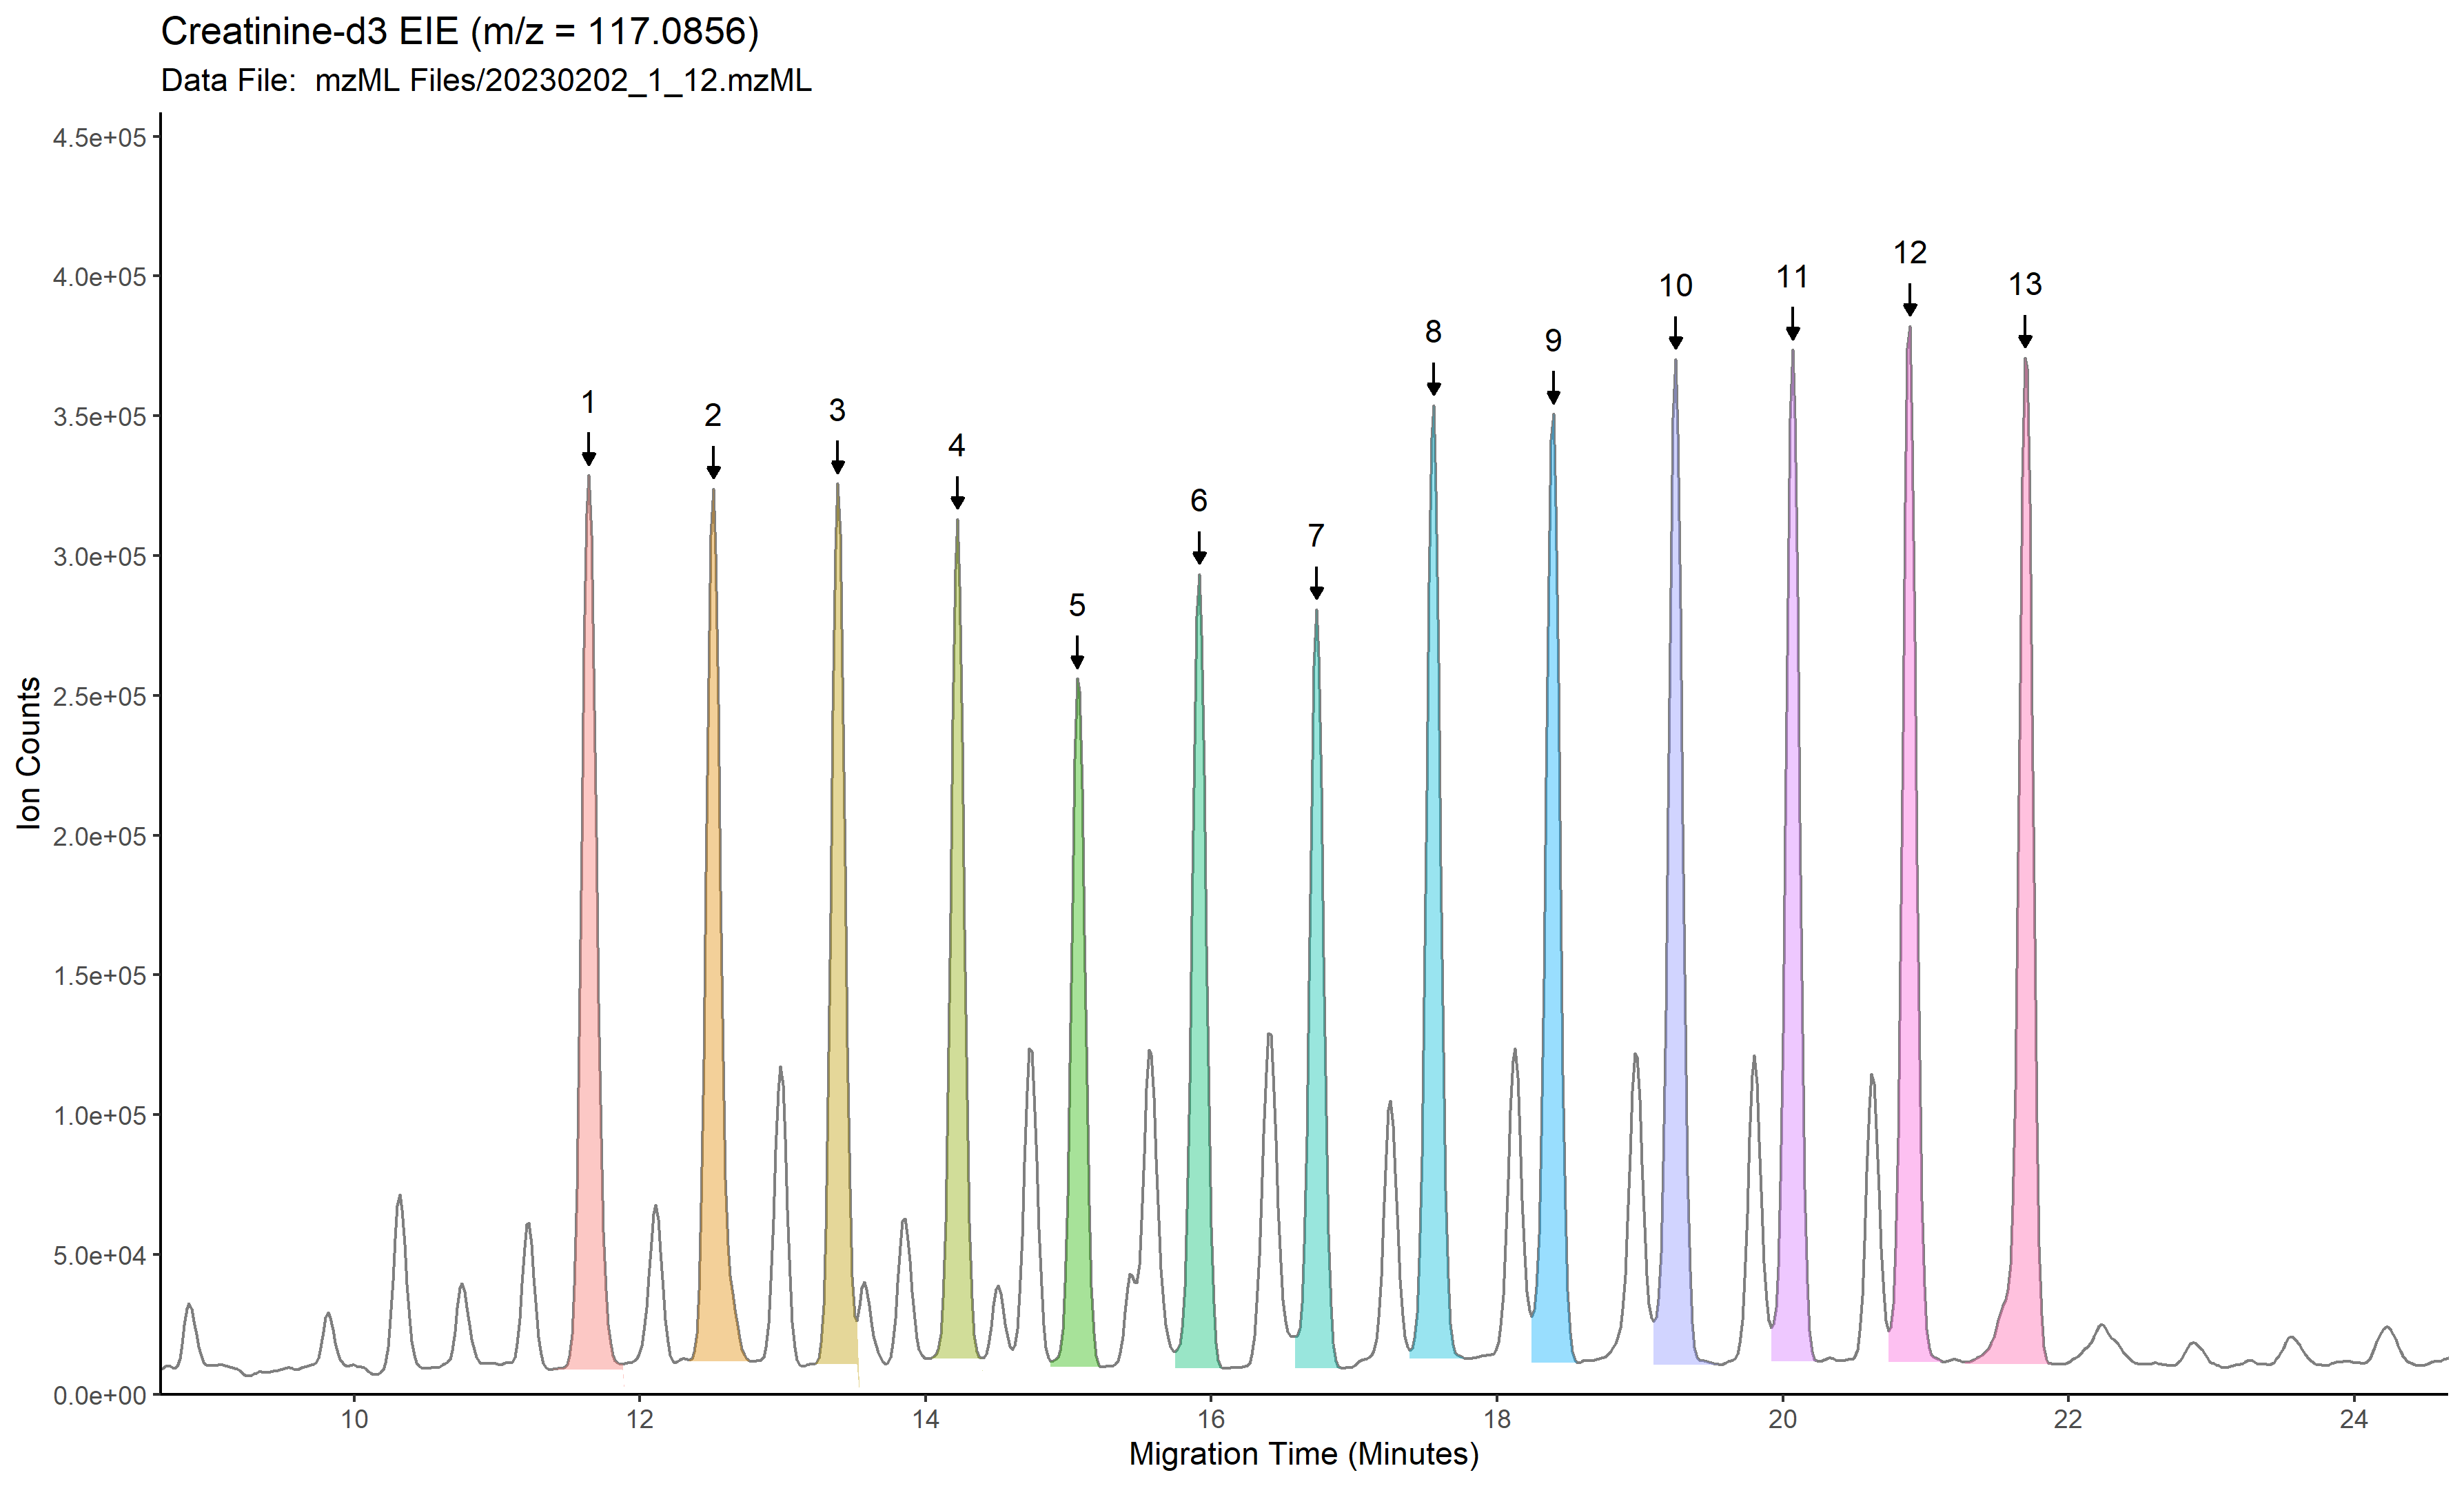 Creatinine-d3 EIE (m/z = 117.0856)
Data File:  mzML Files/20230202_1_12.mzML
4.5e+05
4.0e+05
3.5e+05
3.0e+05
2.5e+05
2.0e+05
1.5e+05
1.0e+05
5.0e+04
0.0e+00
Ion Counts
1
2
3
4
5
6
7
8
9
10
11
12
13
10
12
14
16
18
20
22
24
Migration Time (Minutes)